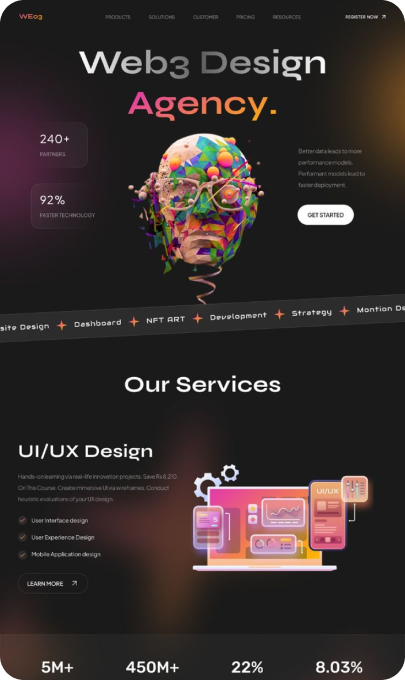 WE03
PRODUCTS SOLUTIONS CUSTOMER PRICING RESOURCES
REGISTER NOW
Web3 Design
Agency.
240+
PARTNERS
92%
FASTER TECHNOLOGY
Better data leads to more
performance models.
Performant models lead to
faster deployment.
GET STARTED
site Design Dashboard NFT ART Development Strategy Montion De
Our Services
UI/UX Design
Hands-on learning via real-life innovation projects. Save Rs 6,210
On The Course. Create immersive UI via wireframes. Conduct
heuristic evaluations of your UX design.
User Interface design
User Experience Design
Mobile Application design
LEARN MORE
UI/UX
5M+ 450M+ 22% 8.03%